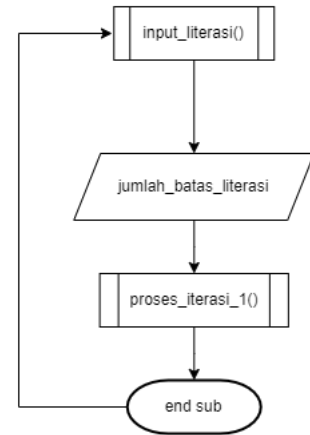 input_literasi()
jumlah_batas_literasi
proses_iterasi_1()
end sub